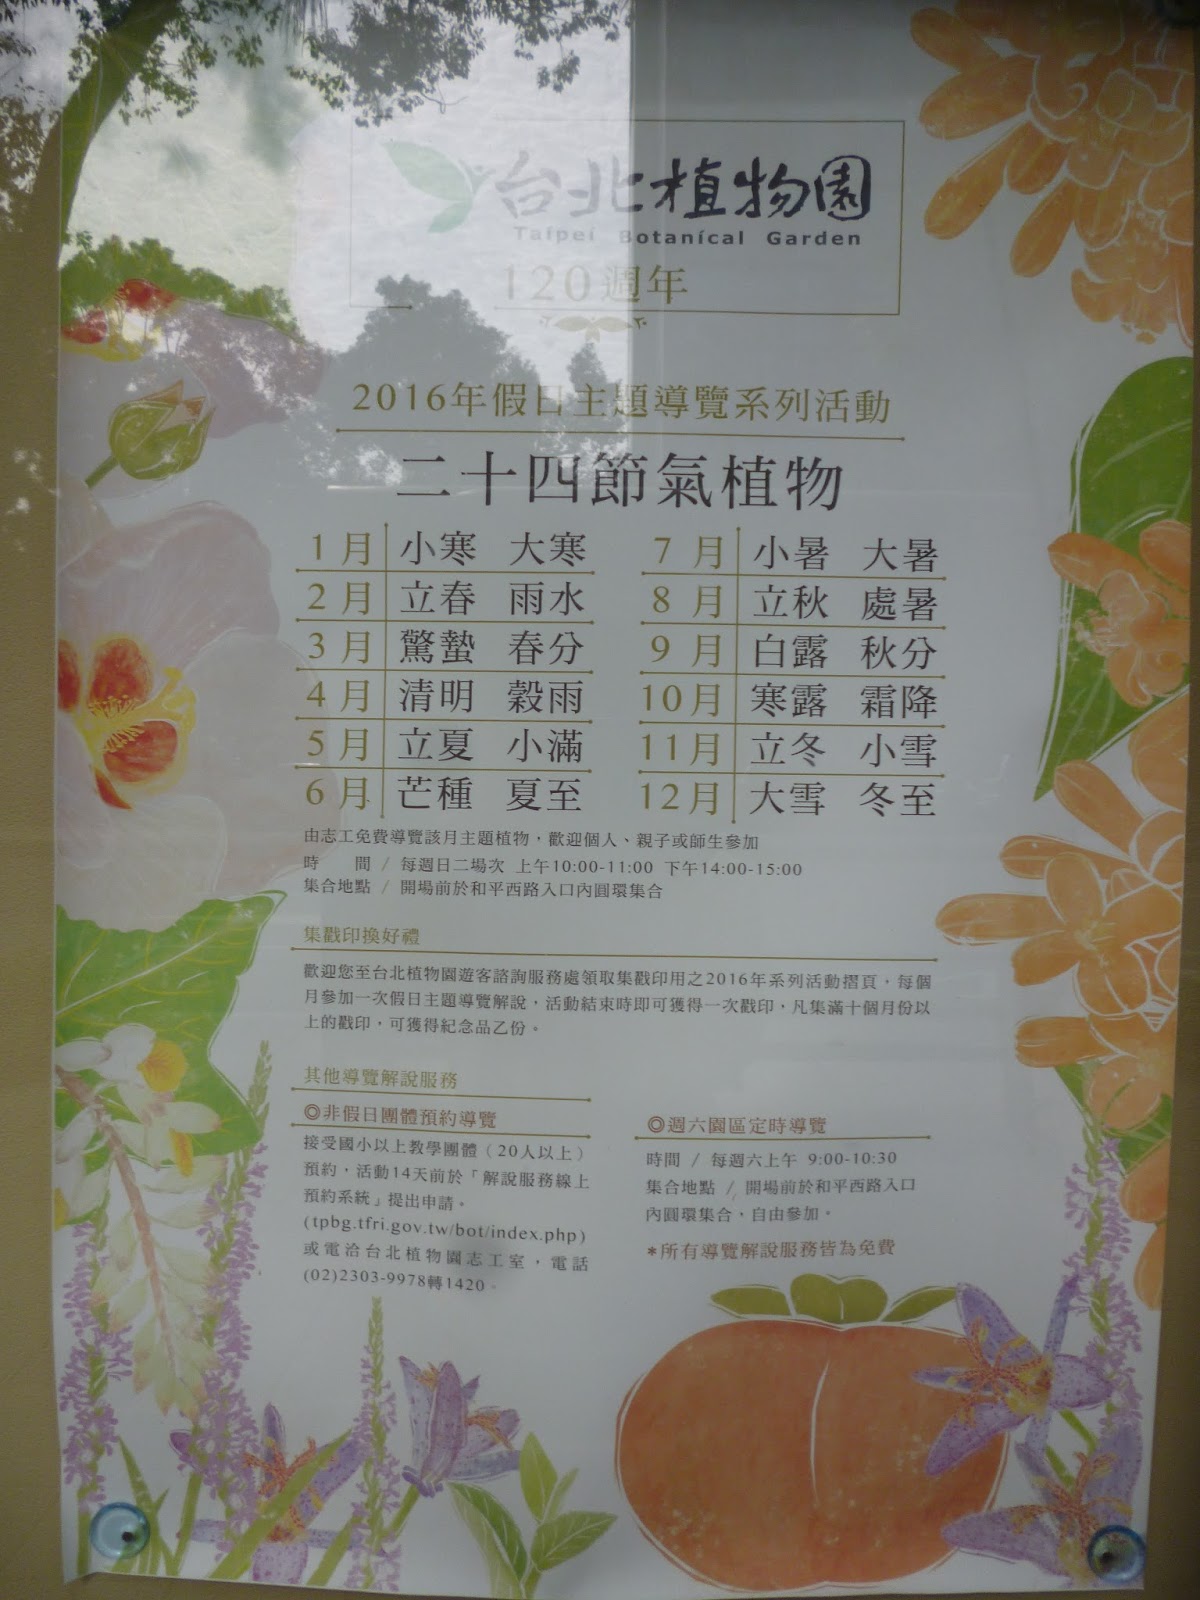 台北植物園
Taipei Botanical Garden
120週年
2016年假日主題導覽系列活動
二十四節氣植物
1月 小寒 大寒
2月 立春 雨水
3月 驚蟄 春分
4月 清明 穀雨
5月 立夏 小滿
6月 芒種 夏至
7月 小暑 大暑
8月 立秋 處暑
9月 白露 秋分
10月 寒露 霜降
11月 立冬 小雪
12月 大雪 冬至
由志工免費導覽該月主題植物，歡迎個人、親子或師生參加
時 間 / 每週日二場次 上午10:00-11:00 下午14:00-15:00
集合地點 / 開場前於和平西路入口內圓環集合
集戳印換好禮
歡迎您至台北植物園遊客諮詢服務處領取集戳印用之2016年系列活動摺頁，每個
月參加一次假日主題導覽解說，活動結束時即可獲得一次戳印，凡集滿十個月份以
上的戳印，可獲得紀念品乙份。
其他導覽解說服務
◎非假日團體預約導覽
接受國小以上教學團體（20人以上）
預約，活動14天前於「解說服務線上
預約系統」提出申請。
(tpbg.tfri.gov.tw/bot/index.php)
或電洽台北植物園志工室，電話
(02)2303-9978轉1420。
◎週六園區定時導覽
時間 / 每週六上午 9:00-10:30
集合地點 / 開場前於和平西路入口
內圓環集合，自由參加。
*所有導覽解說服務皆為免費